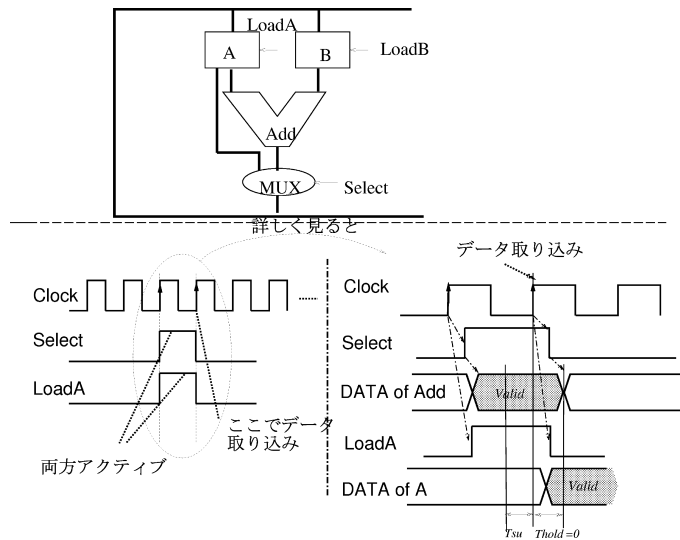 LoadA
A
B
LoadB
Add
MUX
Select
詳しく見ると
データ取り込み
Clock
Select
LoadA
ここでデータ
取り込み
両方アクティブ
Clock
Select
DATA of Add
Valid
LoadA
DATA of A
Valid
Tsu
Thold=0